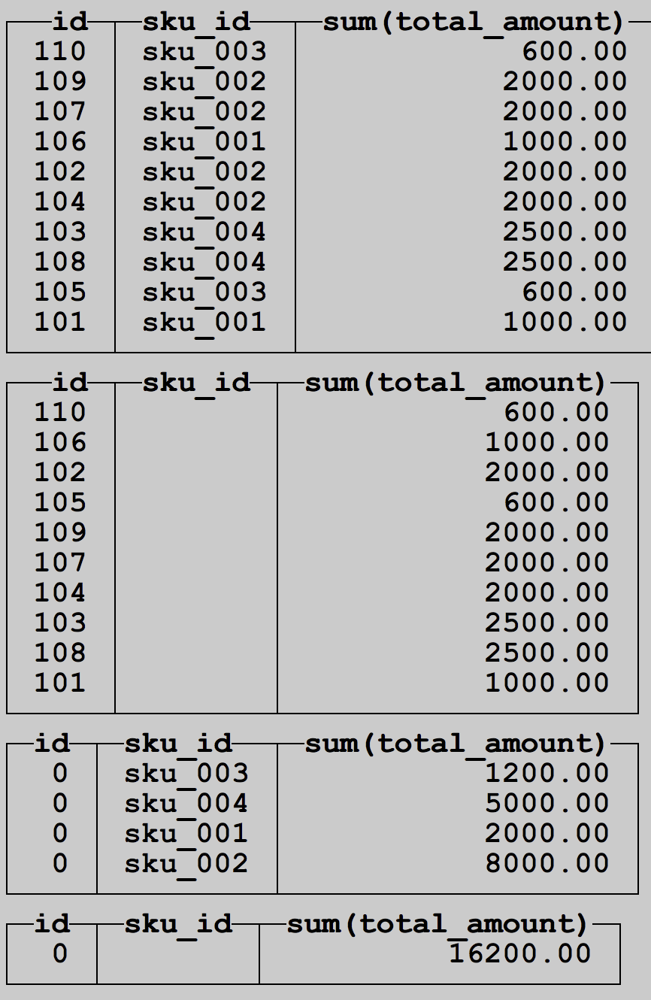 id sku_id sum(total_amount)
110 sku_003 600.00
109 sku_002 2000.00
107 sku_002 2000.00
106 sku_001 1000.00
102 sku_002 2000.00
104 sku_002 2000.00
103 sku_004 2500.00
108 sku_004 2500.00
105 sku_003 600.00
101 sku_001 1000.00
id sku_id sum(total_amount)
110 600.00
106 1000.00
102 2000.00
105 600.00
109 2000.00
107 2000.00
104 2000.00
103 2500.00
108 2500.00
101 1000.00
id sku_id sum(total_amount)
0 sku_003 1200.00
0 sku_004 5000.00
0 sku_001 2000.00
0 sku_002 8000.00
id sku_id sum(total_amount)
0 16200.00